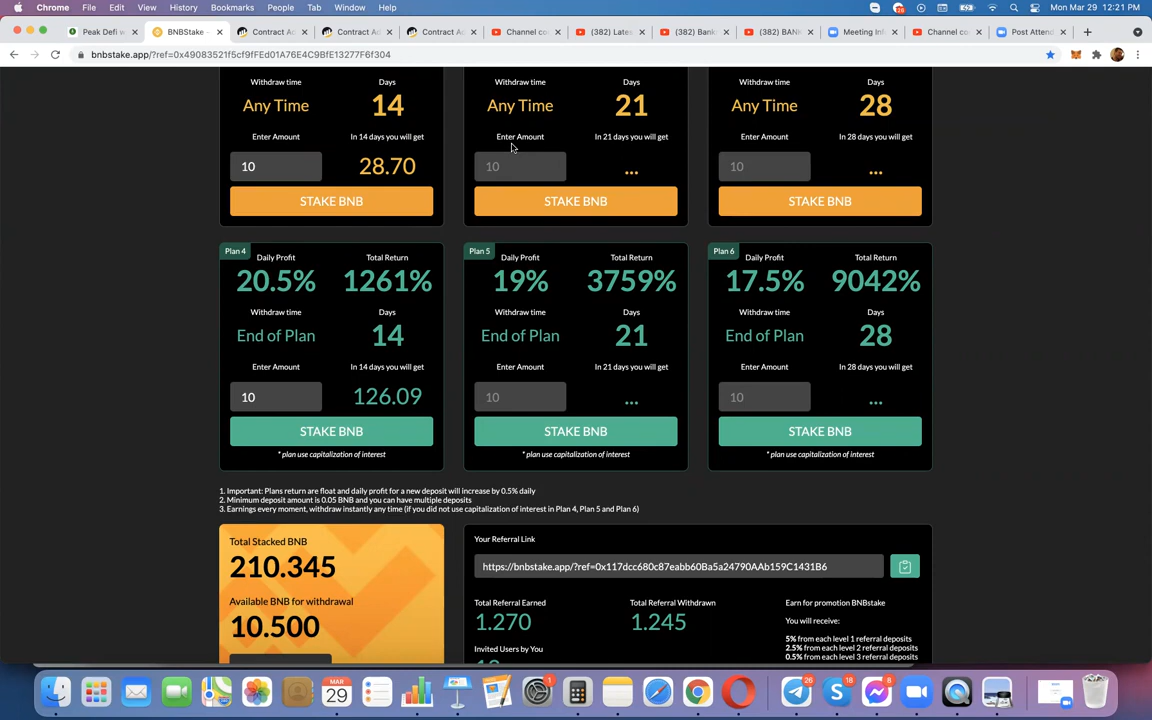 Chrome File Edit View History Bookmarks People Tab Window Help Mon Mar 29 12:21 PM
Peak Defi w BNBStake - Contract A Contract A Contract A Channel co (382) Lates (382) Bank (382) BAN Meeting In Channel co Post Attend
bnbstake.app/?ref=0x49083521f5cf9fFEd01A76E4C9BfE13277F6f304
Withdraw time Days Withdraw time Days Withdraw time Days
Any Time 14 Any Time 21 Any Time 28
Enter Amount In 14 days you will get Enter Amount In 21 days you will get Enter Amount In 28 days you will get
10 28.70 10 ... 10 ...
STAKE BNB STAKE BNB STAKE BNB
Plan 4 Daily Profit Total Return Plan 5 Daily Profit Total Return Plan 6 Daily Profit Total Return
20.5% 1261% 19% 3759% 17.5% 9042%
Withdraw time Days Withdraw time Days Withdraw time Days
End of Plan 14 End of Plan 21 End of Plan 28
Enter Amount In 14 days you will get Enter Amount In 21 days you will get Enter Amount In 28 days you will get
10 126.09 10 ... 10 ...
STAKE BNB STAKE BNB STAKE BNB
* plan use capitalization of interest * plan use capitalization of interest * plan use capitalization of interest
1. Important: Plans return are float and daily profit for a new deposit will increase by 0.5% daily
2. Minimum deposit amount is 0.05 BNB and you can have multiple deposits
3. Earnings every moment, withdraw instantly any time (if you did not use capitalization of interest in Plan 4, Plan 5 and Plan 6)
Total Stacked BNB
210.345
Available BNB for withdrawal
10.500
Your Referral Link
https://bnbstake.app/?ref=0x117dcc680c87eabb60Ba5a24790AAb159C1431B6
Total Referral Earned Total Referral Withdrawn Earn for promotion BNBstake
1.270 1.245 You will receive:
5% from each level 1 referral deposits
Invited Users by You 2.5% from each level 2 referral deposits
0.5% from each level 3 referral deposits
MAR
29
1 26 18 8